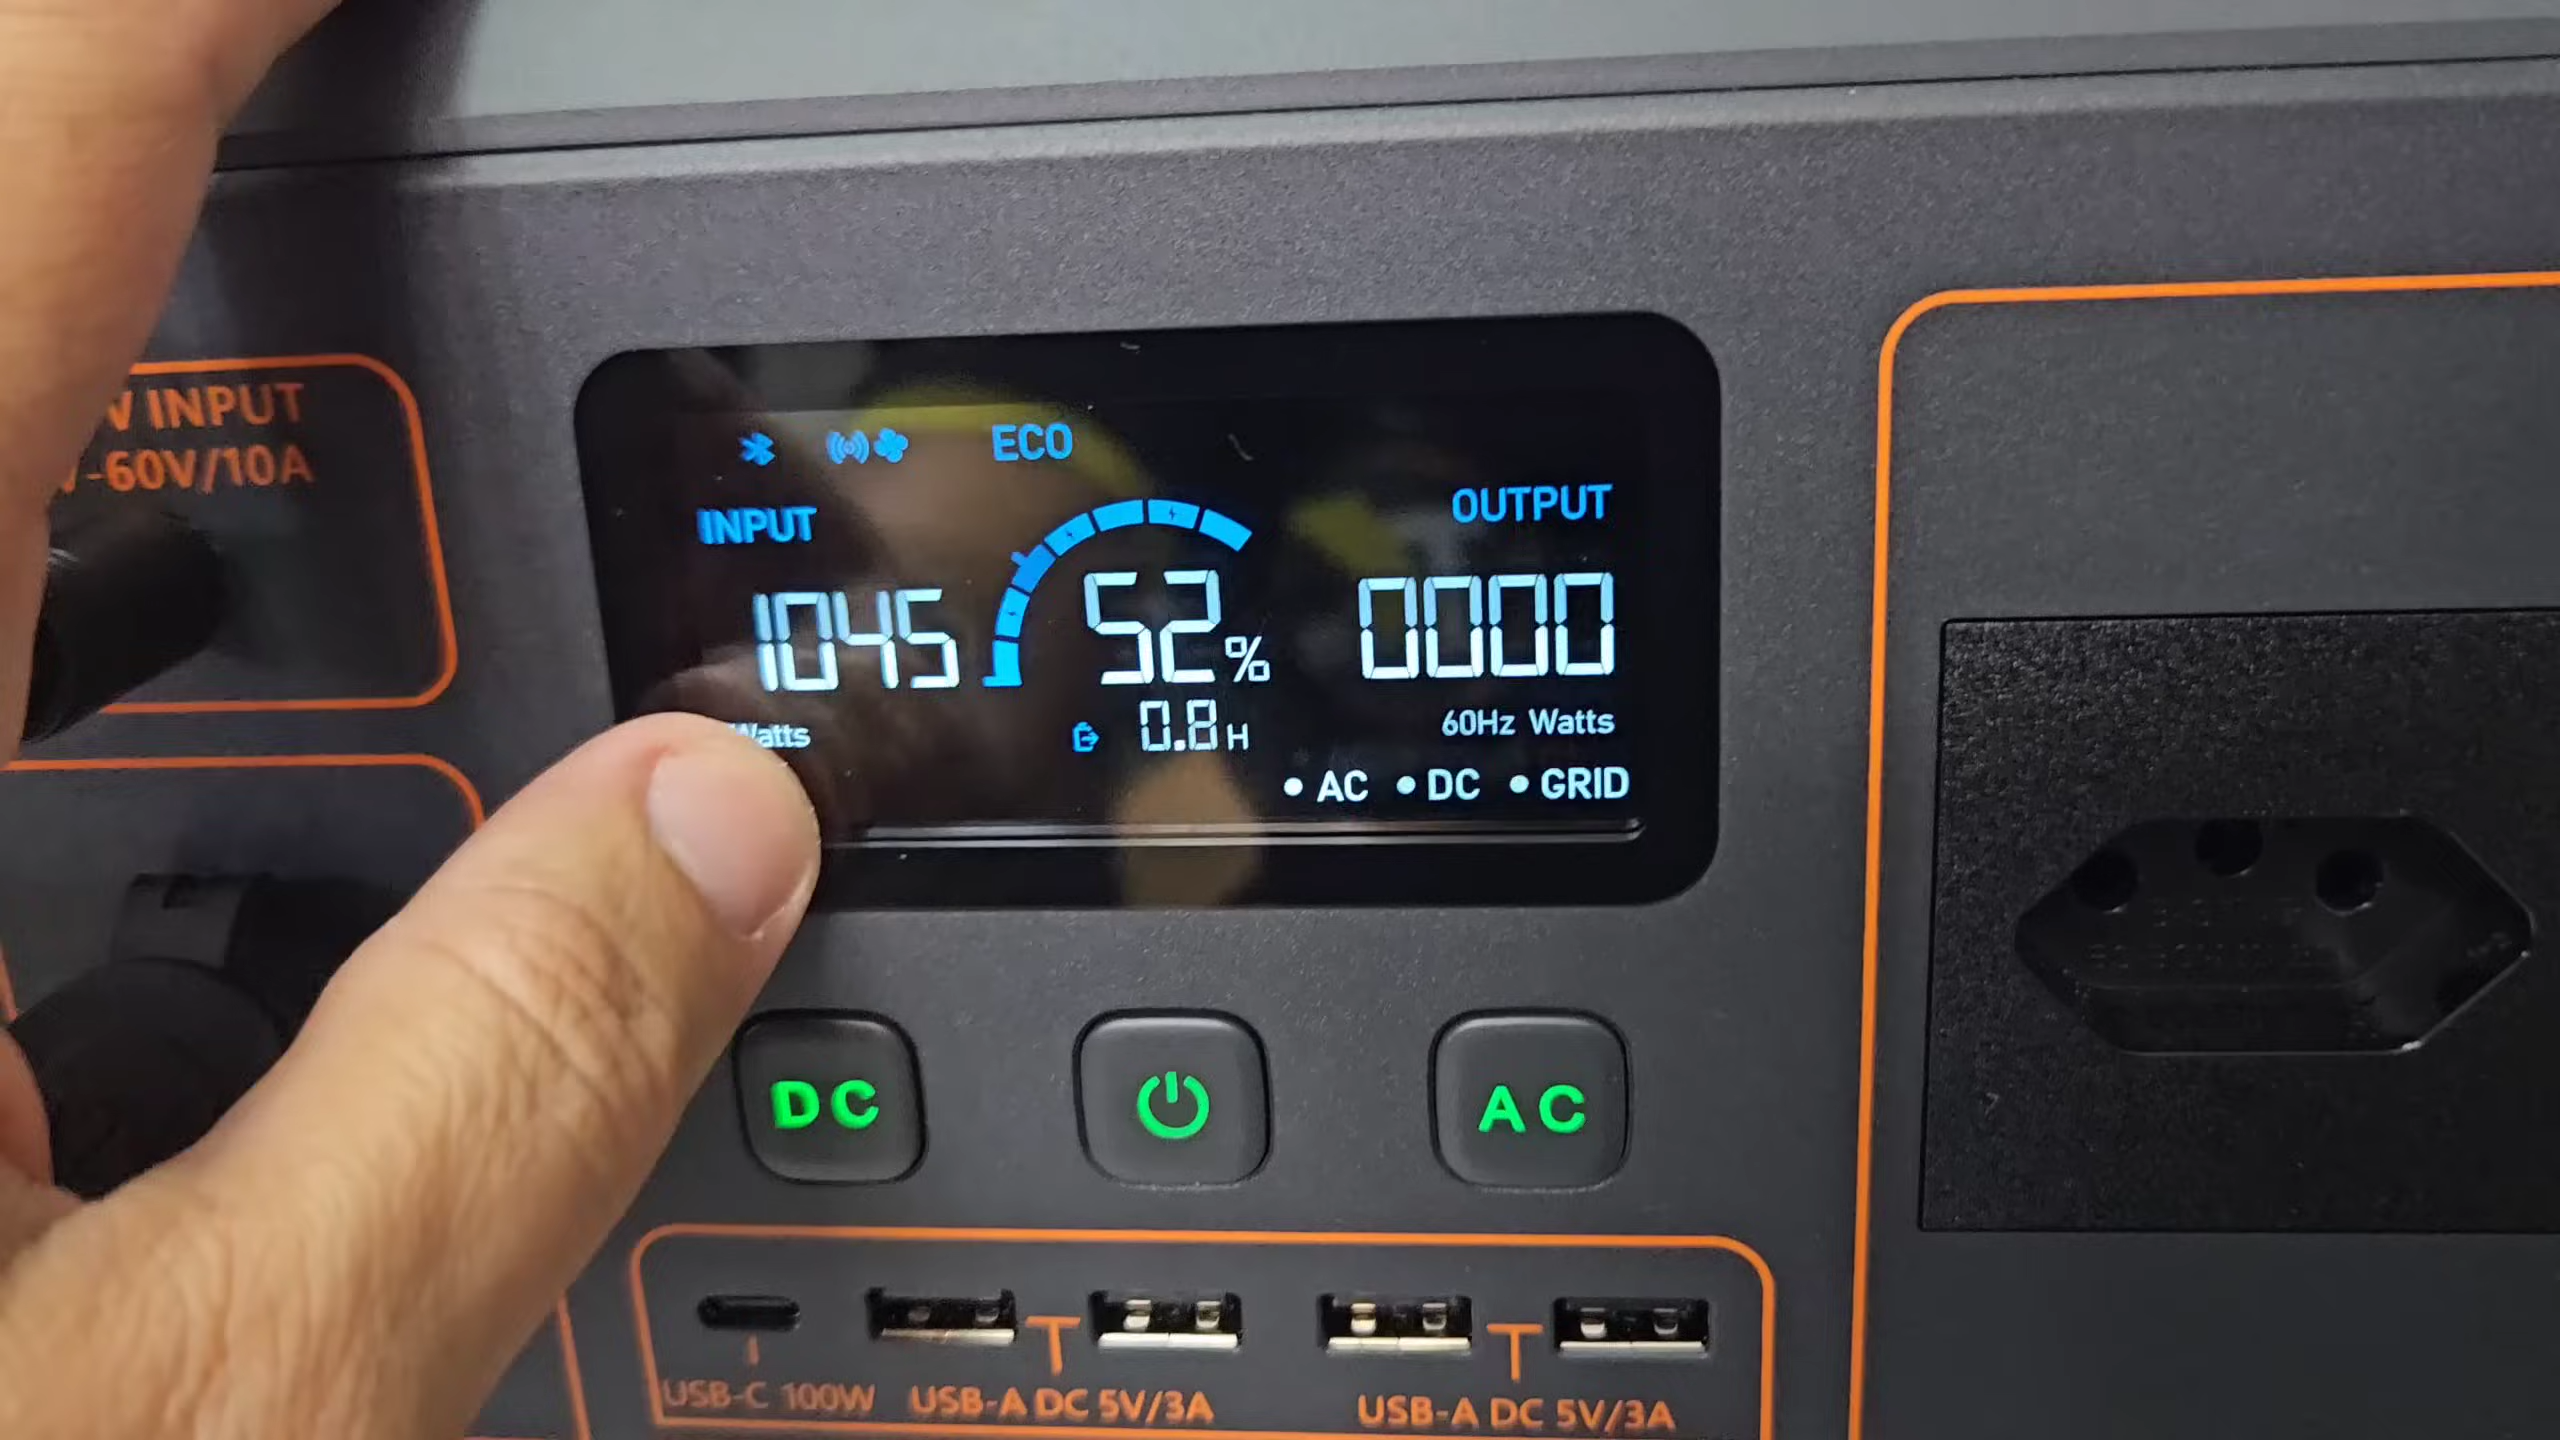 V INPUT
V-60V/10A
ECO
INPUT
OUTPUT
1045
52%
0000
Watts
0.8H
60Hz Watts
• AC • DC • GRID
DC
AC
USB-C 100W
USB-A DC 5V/3A
USB-A DC 5V/3A